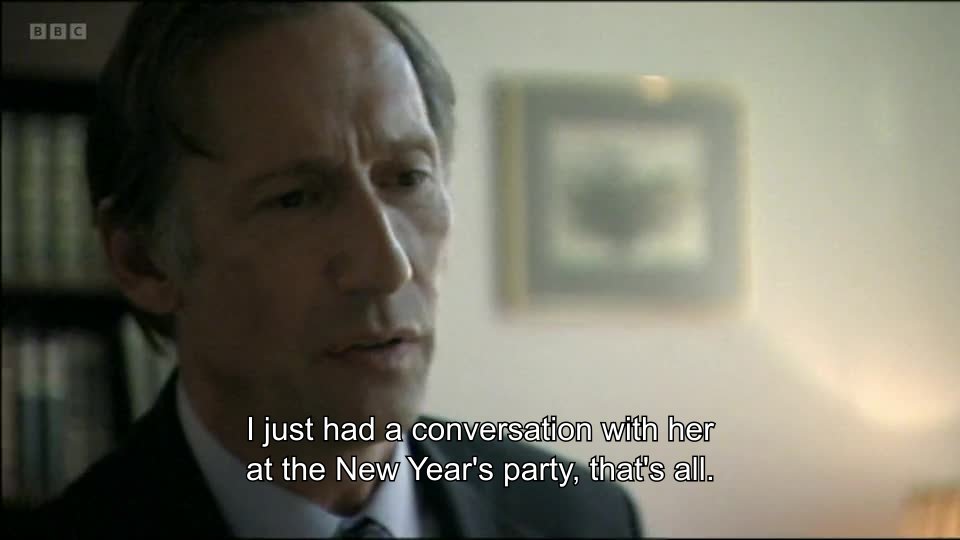 BBC
I just had a conversation with her
at the New Year's party, that's all.